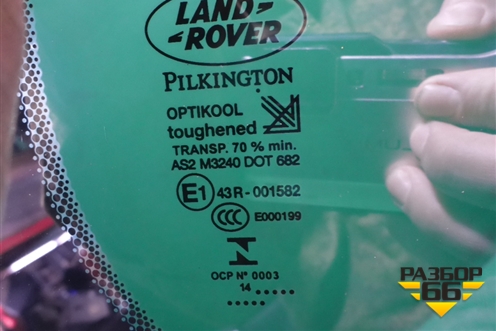 LAND-
-ROVER
PILKINGTON
OPTIKOOL
toughened
TRANSP. 70 % min.
AS2 M3240 DOT 682
E1 43R-001582
CCC E000199
OCP Nº 0003
14
РАЗБОР
66